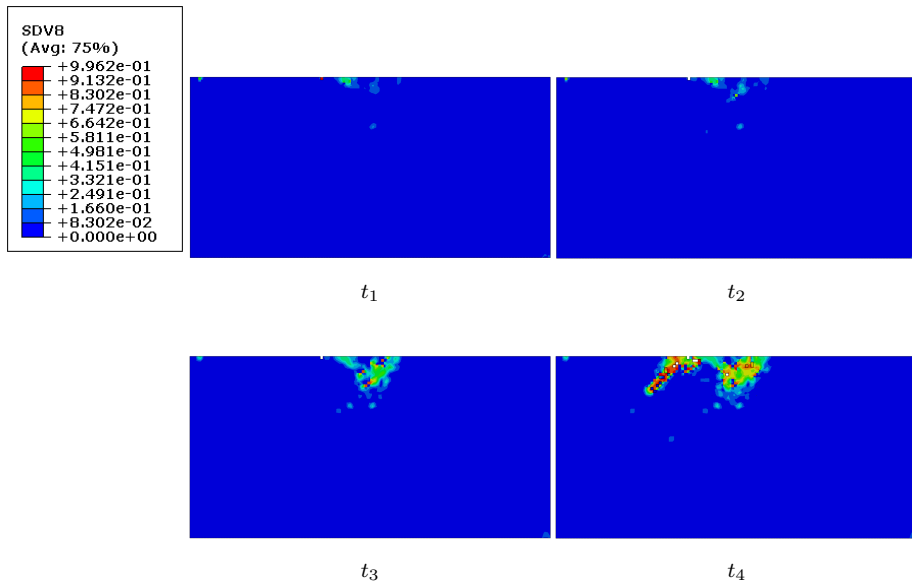 SDV8
(Avg: 75%)
+9.962e-01
+9.132e-01
+8.302e-01
+7.472e-01
+6.642e-01
+5.811e-01
+4.981e-01
+4.151e-01
+3.321e-01
+2.491e-01
+1.660e-01
+8.302e-02
+0.000e+00
t1
t2
t3
t4